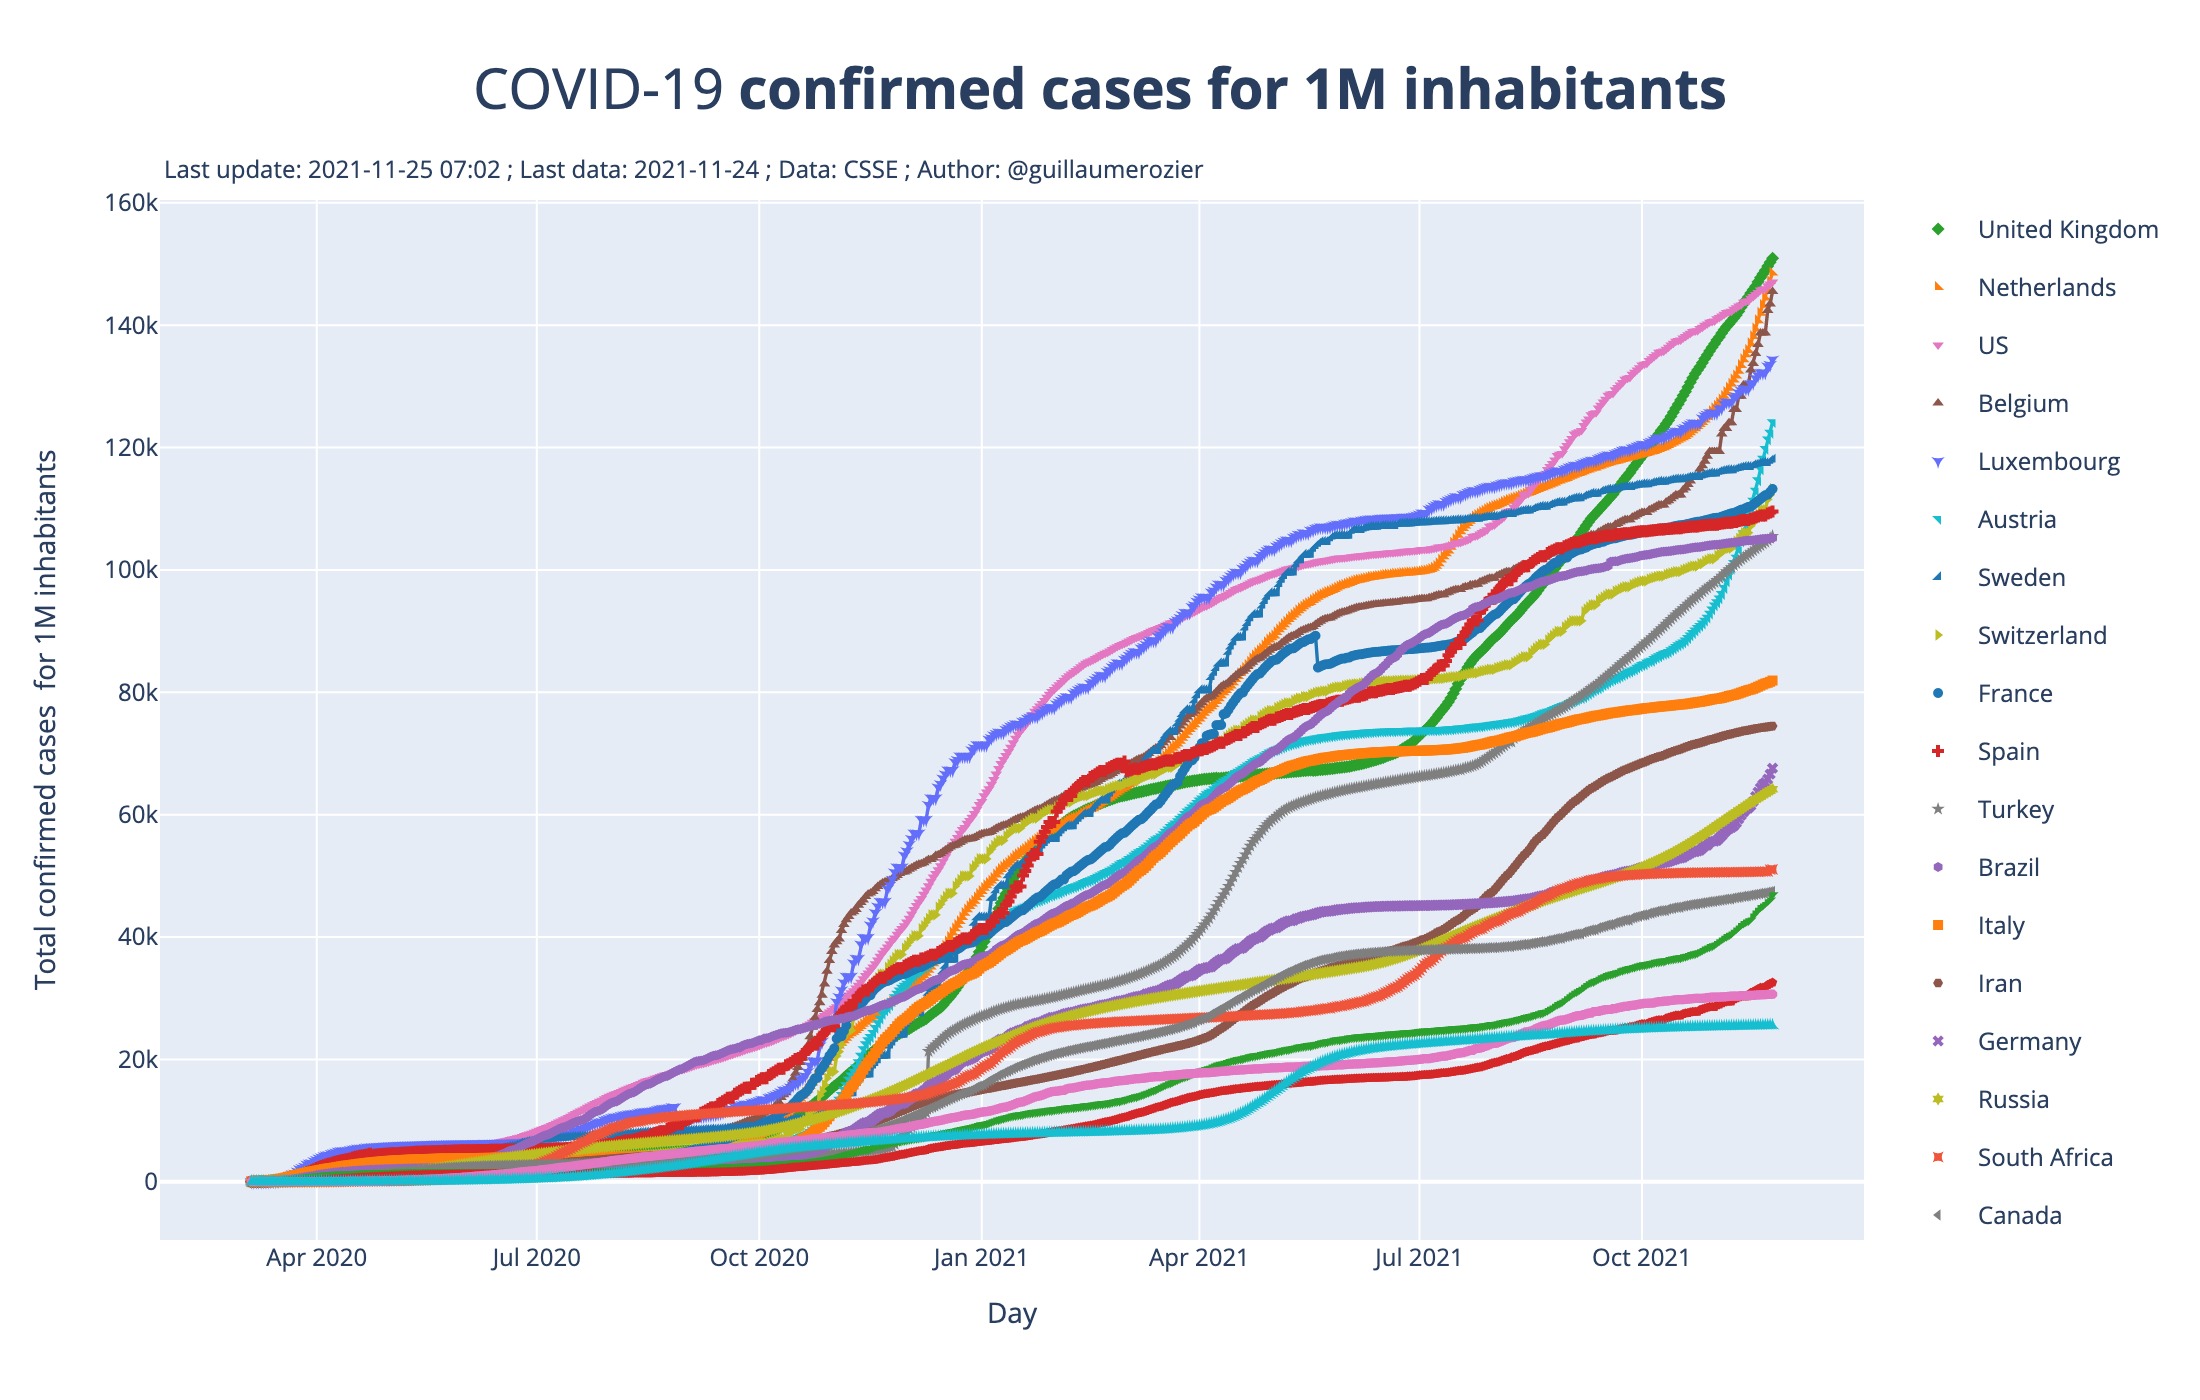 COVID-19 confirmed cases for 1M inhabitants
Last update: 2021-11-25 07:02 ; Last data: 2021-11-24 ; Data: CSSE ; Author: @guillaumerozier
Total confirmed cases  for 1M inhabitants
160k
140k
120k
100k
80k
60k
40k
20k
0
Apr 2020
Jul 2020
Oct 2020
Jan 2021
Apr 2021
Jul 2021
Oct 2021
Day
United Kingdom
Netherlands
US
Belgium
Luxembourg
Austria
Sweden
Switzerland
France
Spain
Turkey
Brazil
Italy
Iran
Germany
Russia
South Africa
Canada